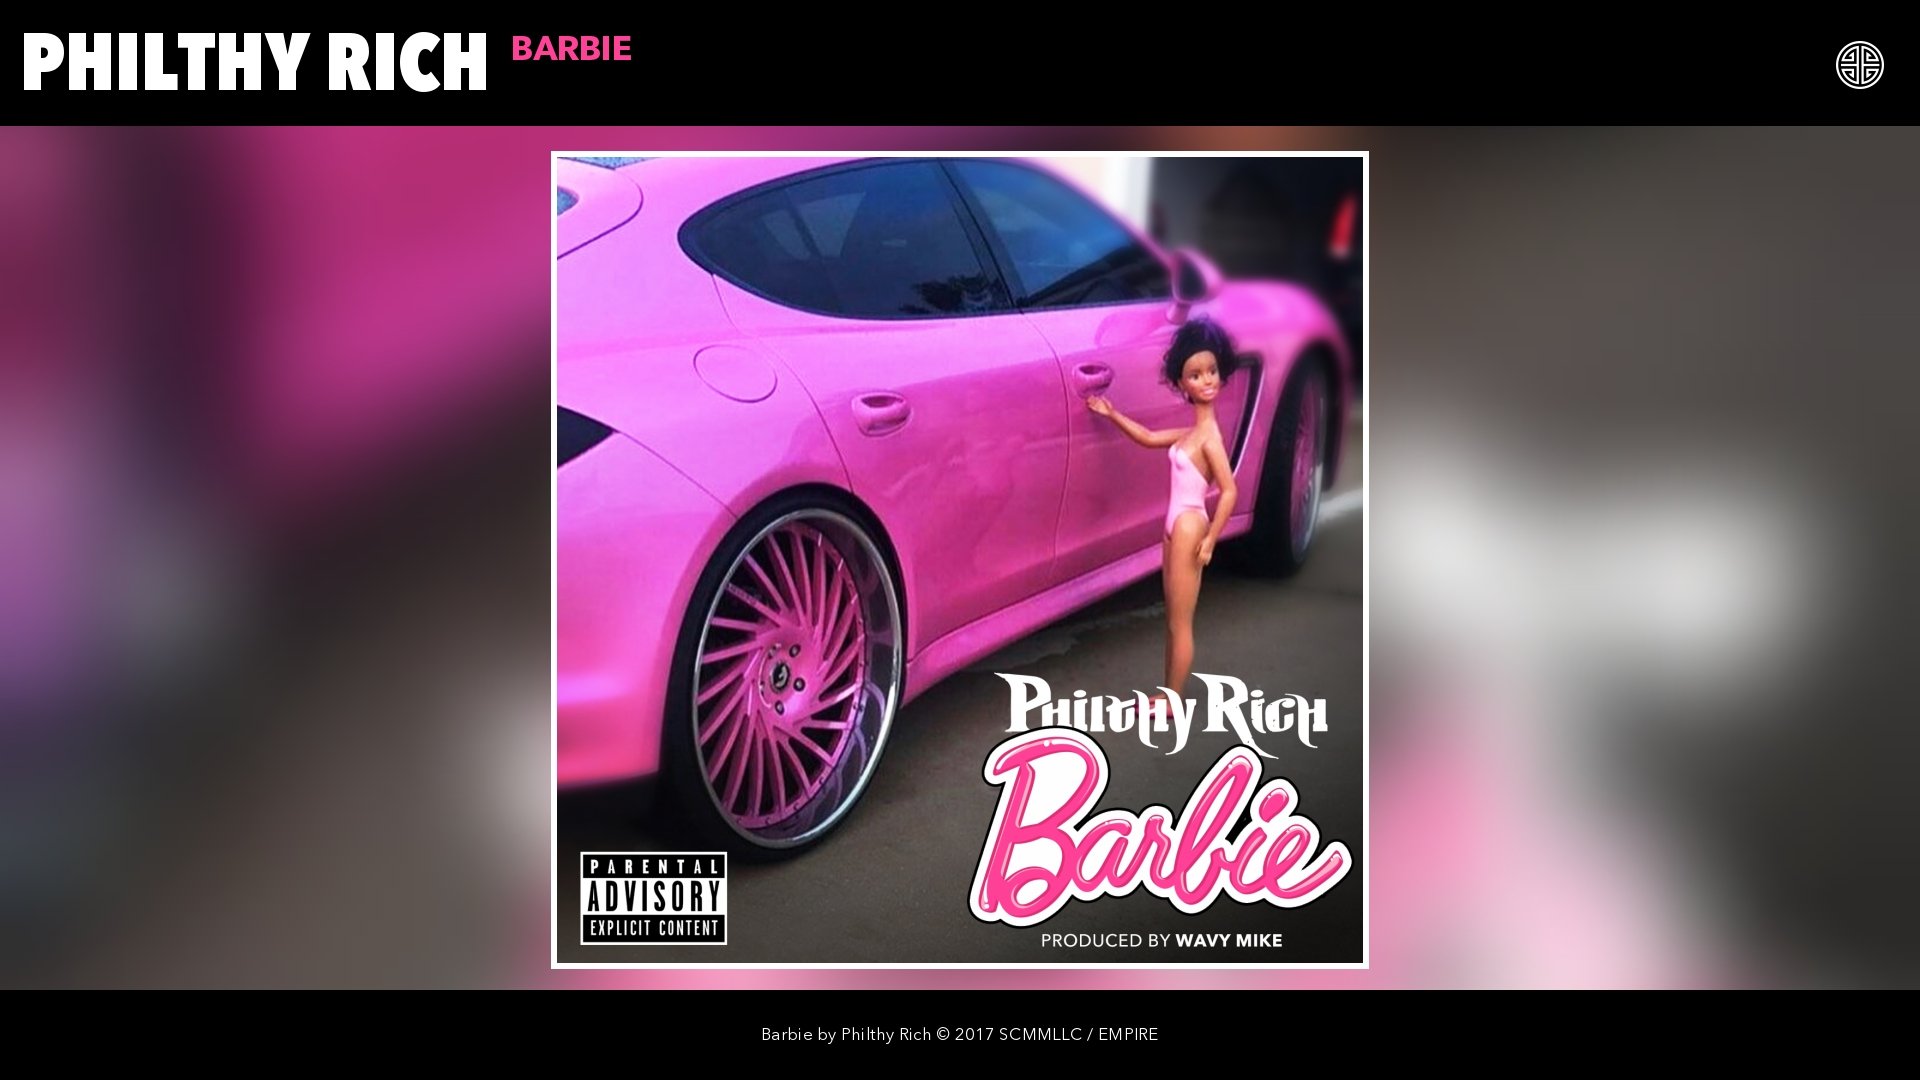 PHILTHY RICH BARBIE
Philthy Rich
Barbie
PRODUCED BY WAVY MIKE
PARENTAL
ADVISORY
EXPLICIT CONTENT
Barbie by Philthy Rich © 2017 SCMMLLC / EMPIRE